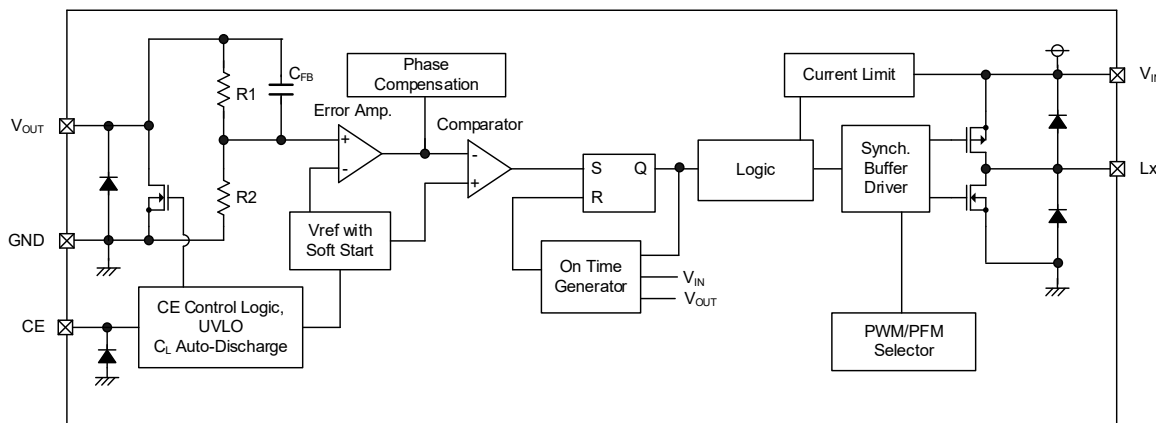 Phase
Compensation
Current Limit
V_IN
C_FB
R1
Error Amp.
V_OUT
+
-
Comparator
-
+
S
Q
R
Logic
Synch.
Buffer
Driver
Lx
R2
GND
Vref with
Soft Start
On Time
Generator
V_IN
V_OUT
CE
CE Control Logic,
UVLO
C_L Auto-Discharge
PWM/PFM
Selector